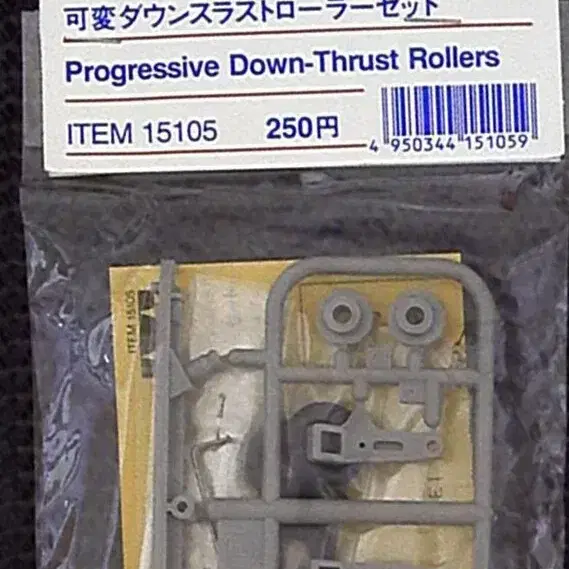 可変ダウンスラストローラーセット
Progressive Down-Thrust Rollers
ITEM 15105 250円
4 950344 151059
ITEM 15105